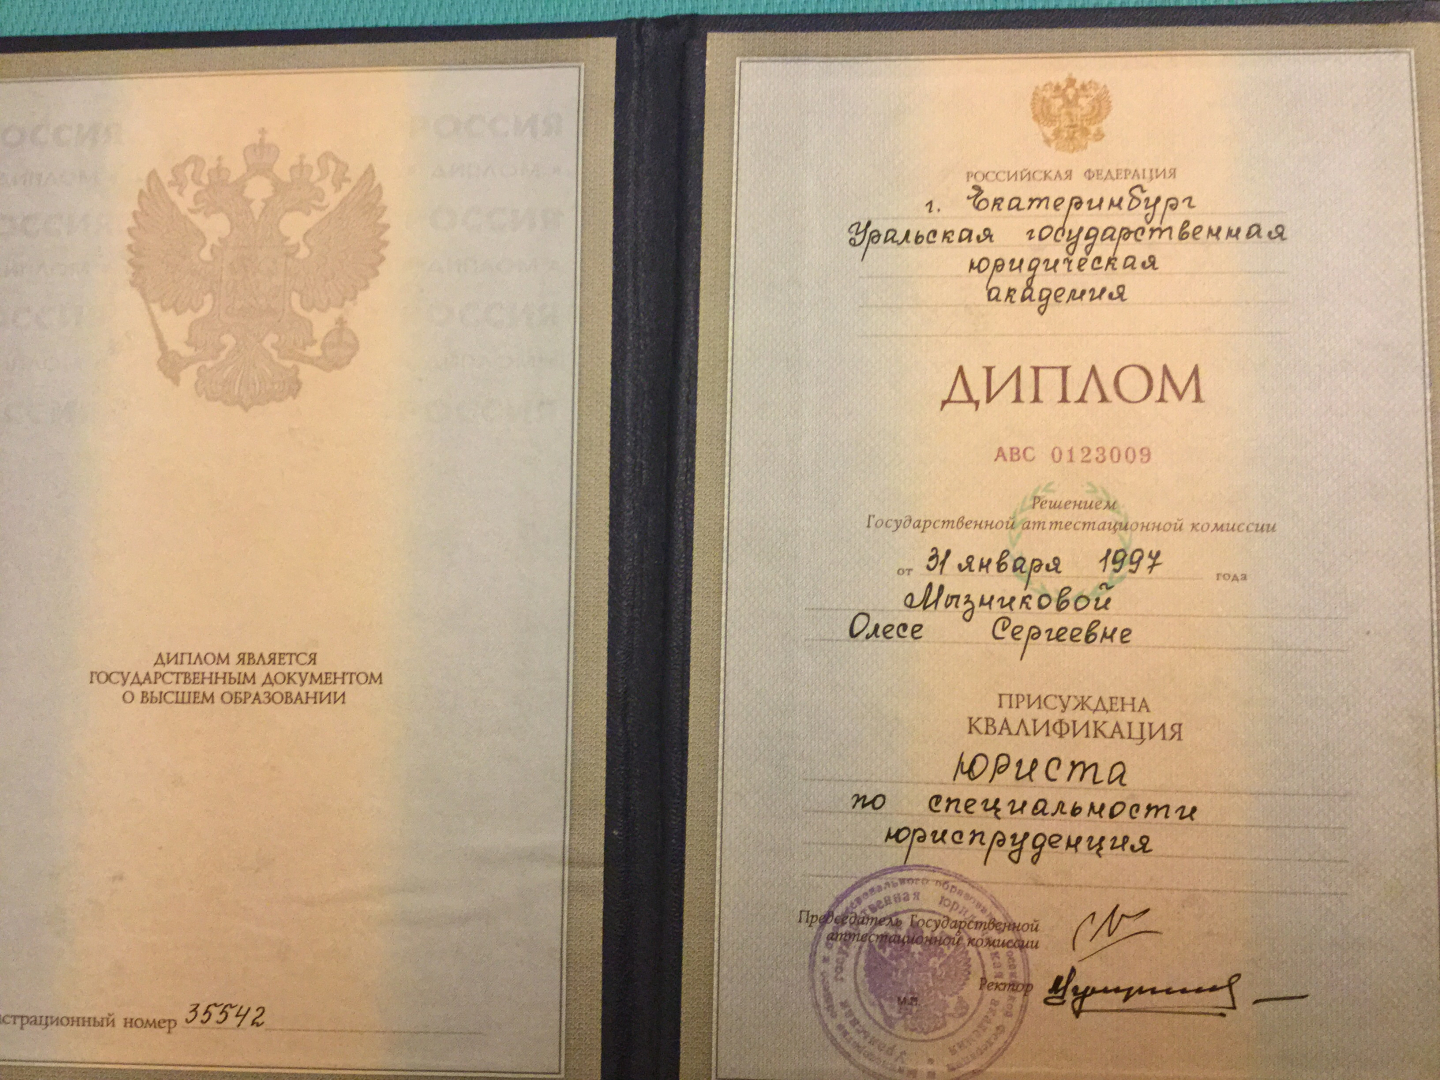 РОССИЯ
РОССИЯ
ДИПЛОМ ЯВЛЯЕТСЯ
ГОСУДАРСТВЕННЫМ ДОКУМЕНТОМ
О ВЫСШЕМ ОБРАЗОВАНИИ
страционный номер 35542
РОССИЙСКАЯ ФЕДЕРАЦИЯ
г. Екатеринбург
Уральская государственная
юридическая
академия
ДИПЛОМ
АВС 0123009
Решением
Государственной аттестационной комиссии
от 31 января 1997 года
Мызниковой
Олесе Сергеевне
ПРИСУЖДЕНА
КВАЛИФИКАЦИЯ
ЮРИСТА
по специальности
юриспруденция
Председатель Государственной
аттестационной комиссии
Ректор
М.П.